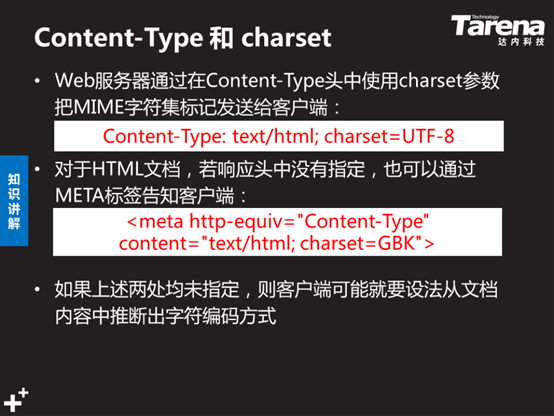 Content-Type 和 charset
Technology
Tarena
达内科技
• Web服务器通过在Content-Type头中使用charset参数
把MIME字符集标记发送给客户端：
Content-Type: text/html; charset=UTF-8
知识讲解
• 对于HTML文档，若响应头中没有指定，也可以通过
META标签告知客户端：
<meta http-equiv="Content-Type"
content="text/html; charset=GBK">
• 如果上述两处均未指定，则客户端可能就要设法从文档
内容中推断出字符编码方式